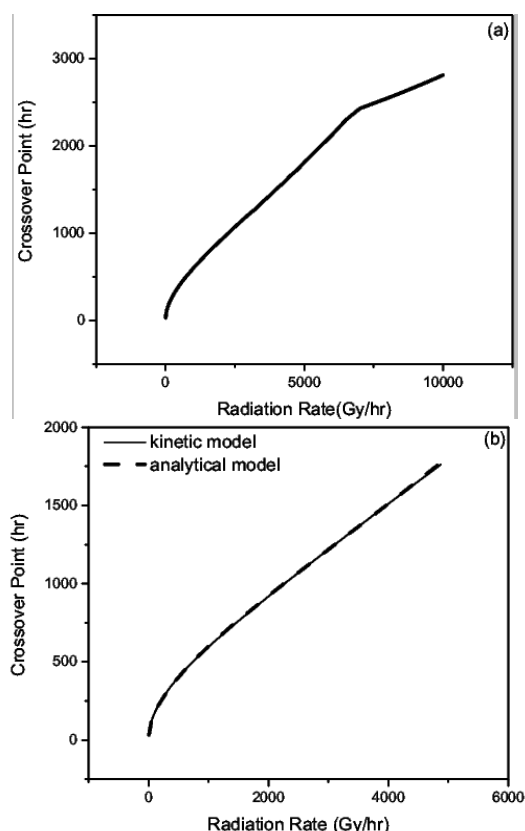 (a)
3000
2000
1000
0
Crossover Point (hr)
0
5000
10000
Radiation Rate(Gy/hr)
(b)
kinetic model
analytical model
2000
1500
1000
500
0
Crossover Point (hr)
0
2000
4000
6000
Radiation Rate (Gy/hr)